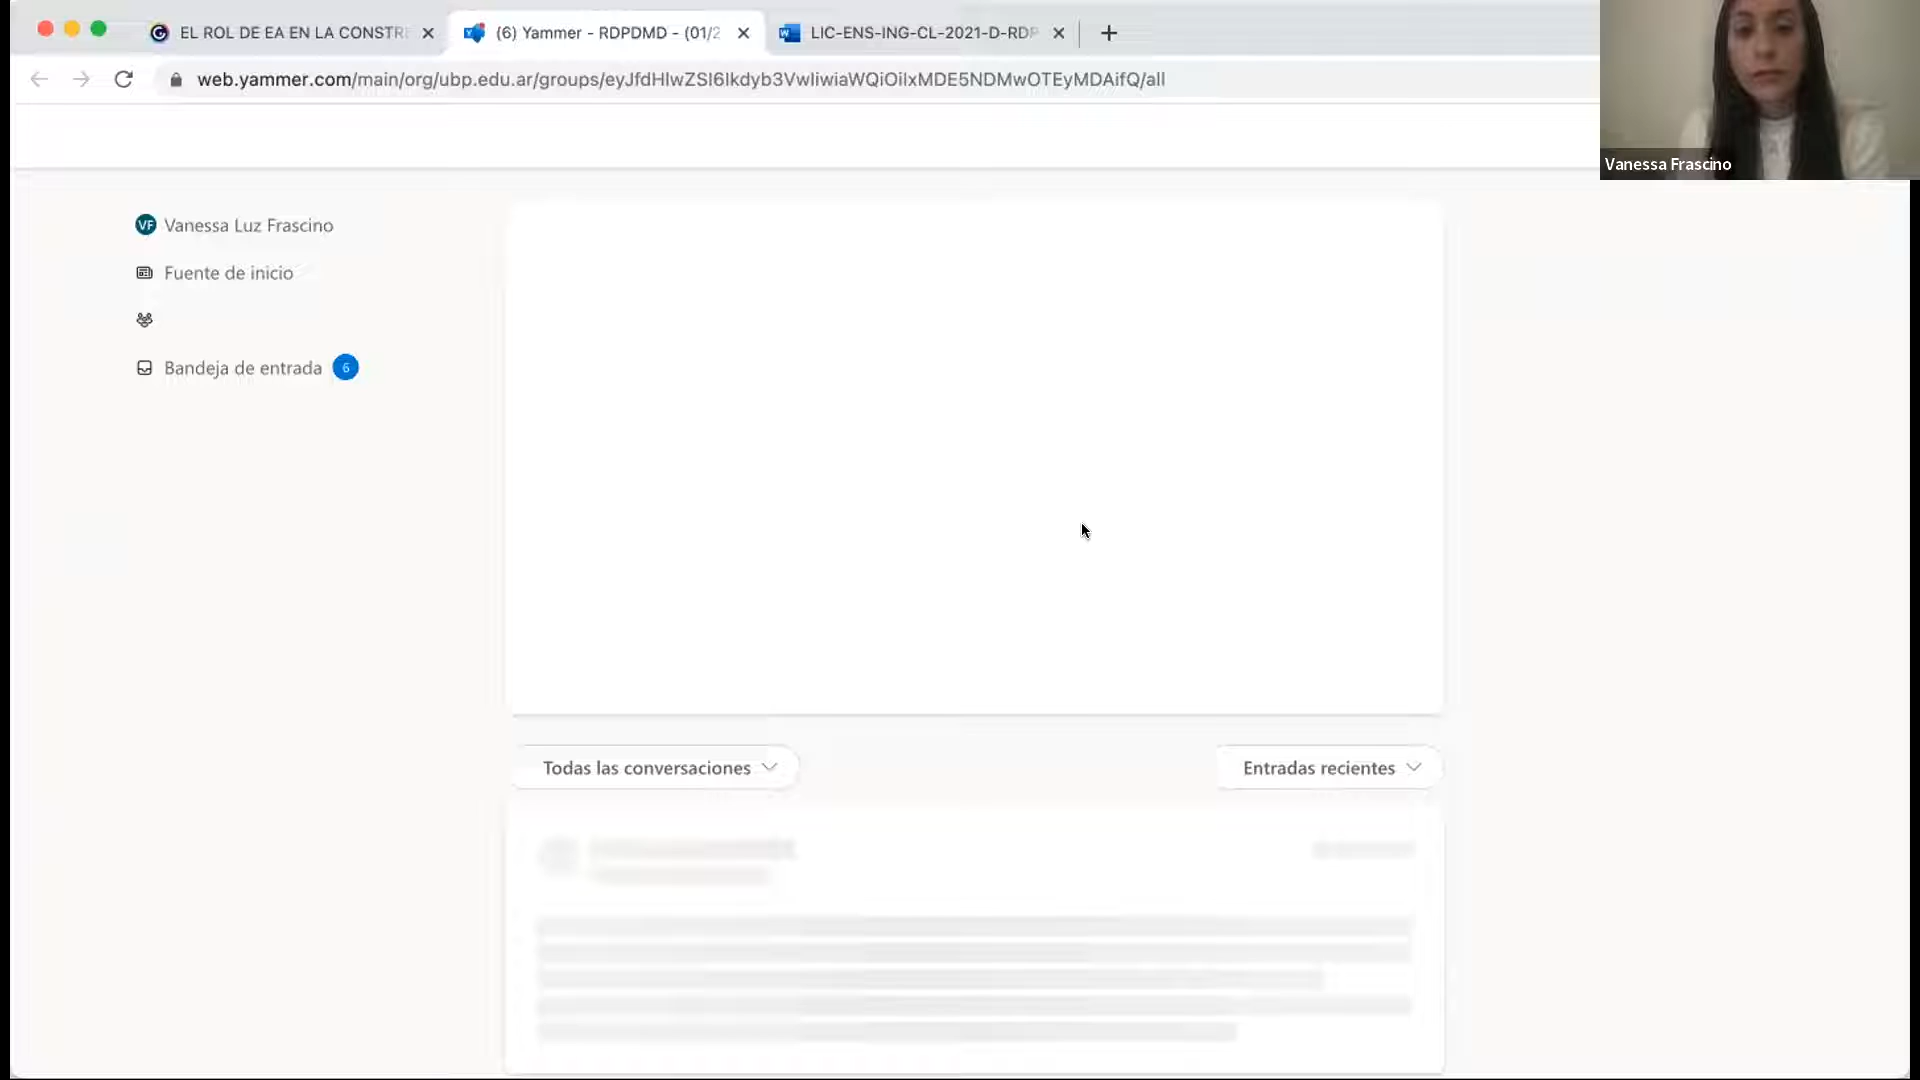 EL ROL DE EA EN LA CONSTRE
(6) Yammer - RDPDMD - (01/2
LIC-ENS-ING-CL-2021-D-RDP
web.yammer.com/main/org/ubp.edu.ar/groups/eyJfdHlwZSI6Ikdyb3VwIiwiaWQiOiIxMDE5NDMwOTEyMDAifQ/all
Vanessa Frascino
VF Vanessa Luz Frascino
Fuente de inicio
Bandeja de entrada 6
Todas las conversaciones
Entradas recientes